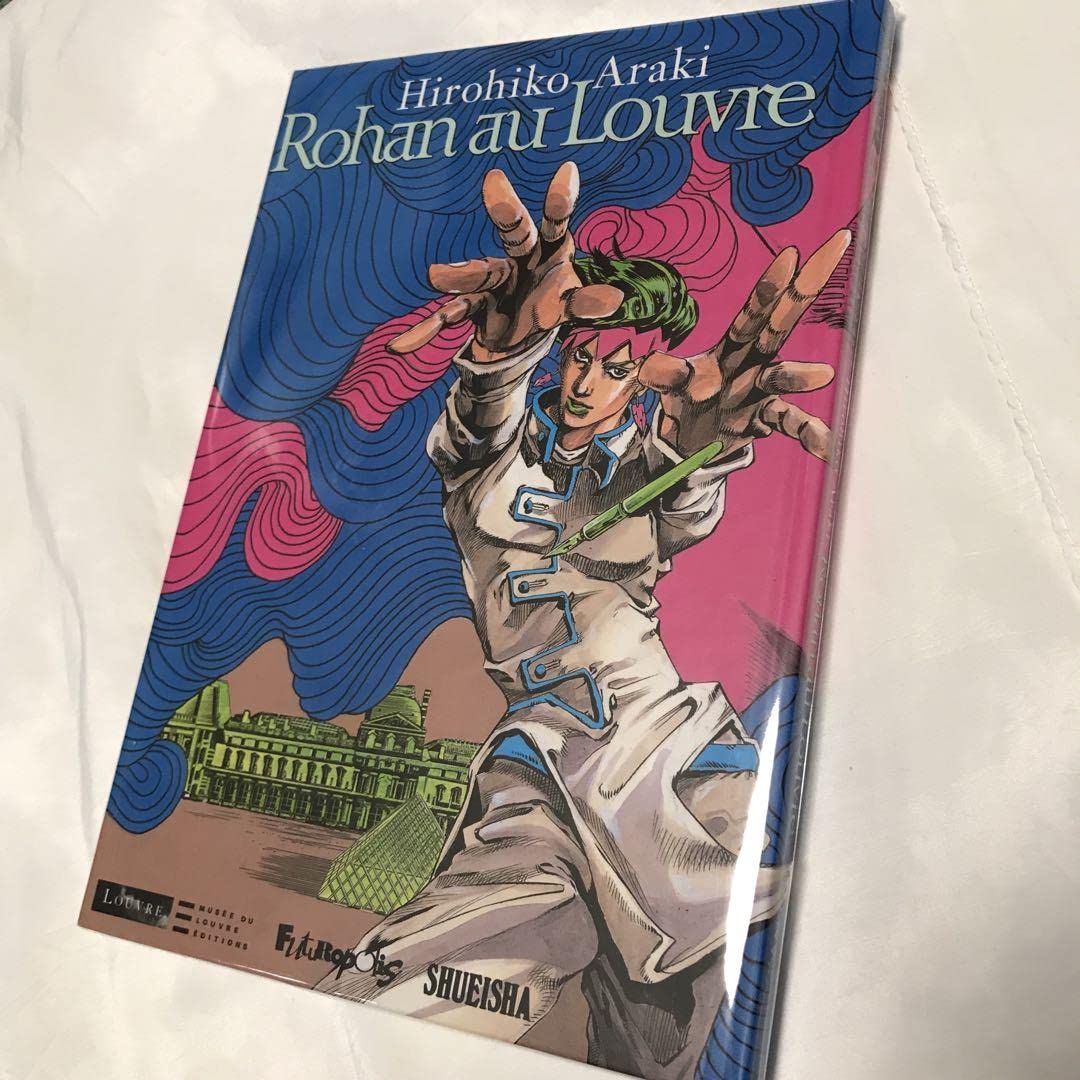 Hirohiko Araki
Rohan au Louvre
LOUVRE
MUSÉE DU
LOUVRE
ÉDITIONS
FUTUROPOLIS
SHUEISHA